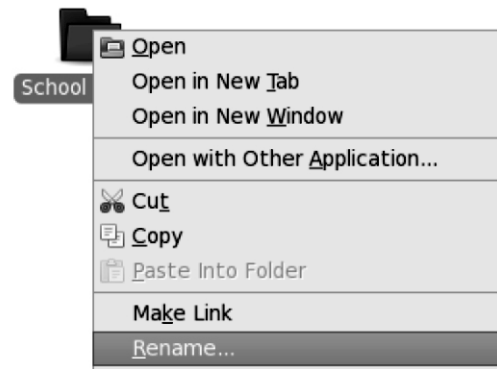 Open
School
Open in New Tab
Open in New Window
Open with Other Application...
Cut
Copy
Paste Into Folder
Make Link
Rename...